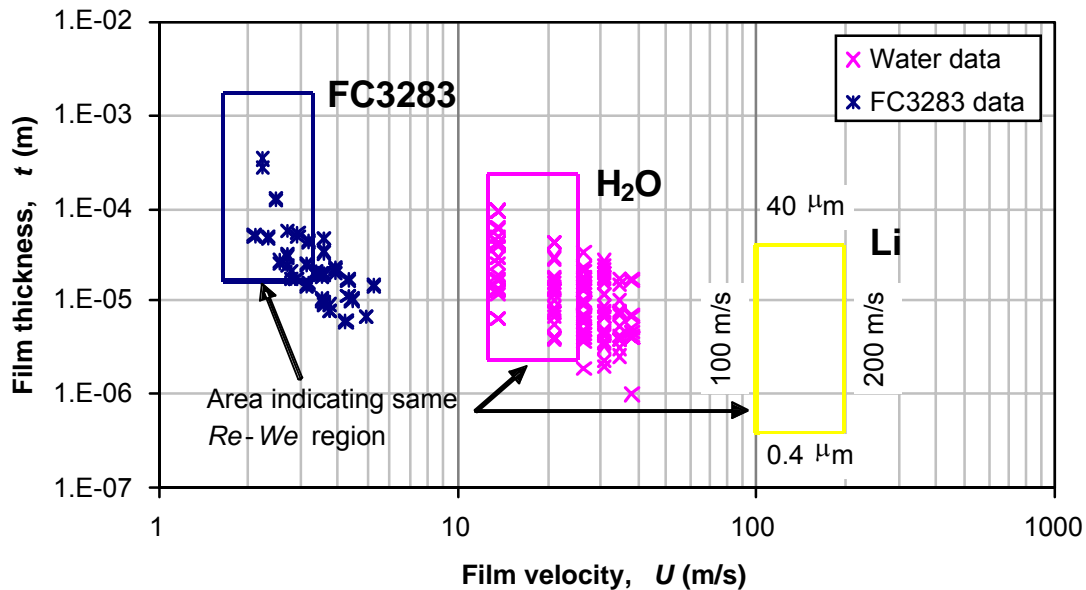 1.E-02
1.E-03
1.E-04
1.E-05
1.E-06
1.E-07
Film thickness, t (m)
Water data
FC3283 data
FC3283
H₂O
40 µm
Li
100 m/s
200 m/s
0.4 µm
Area indicating same
Re-We region
1
10
100
1000
Film velocity, U (m/s)